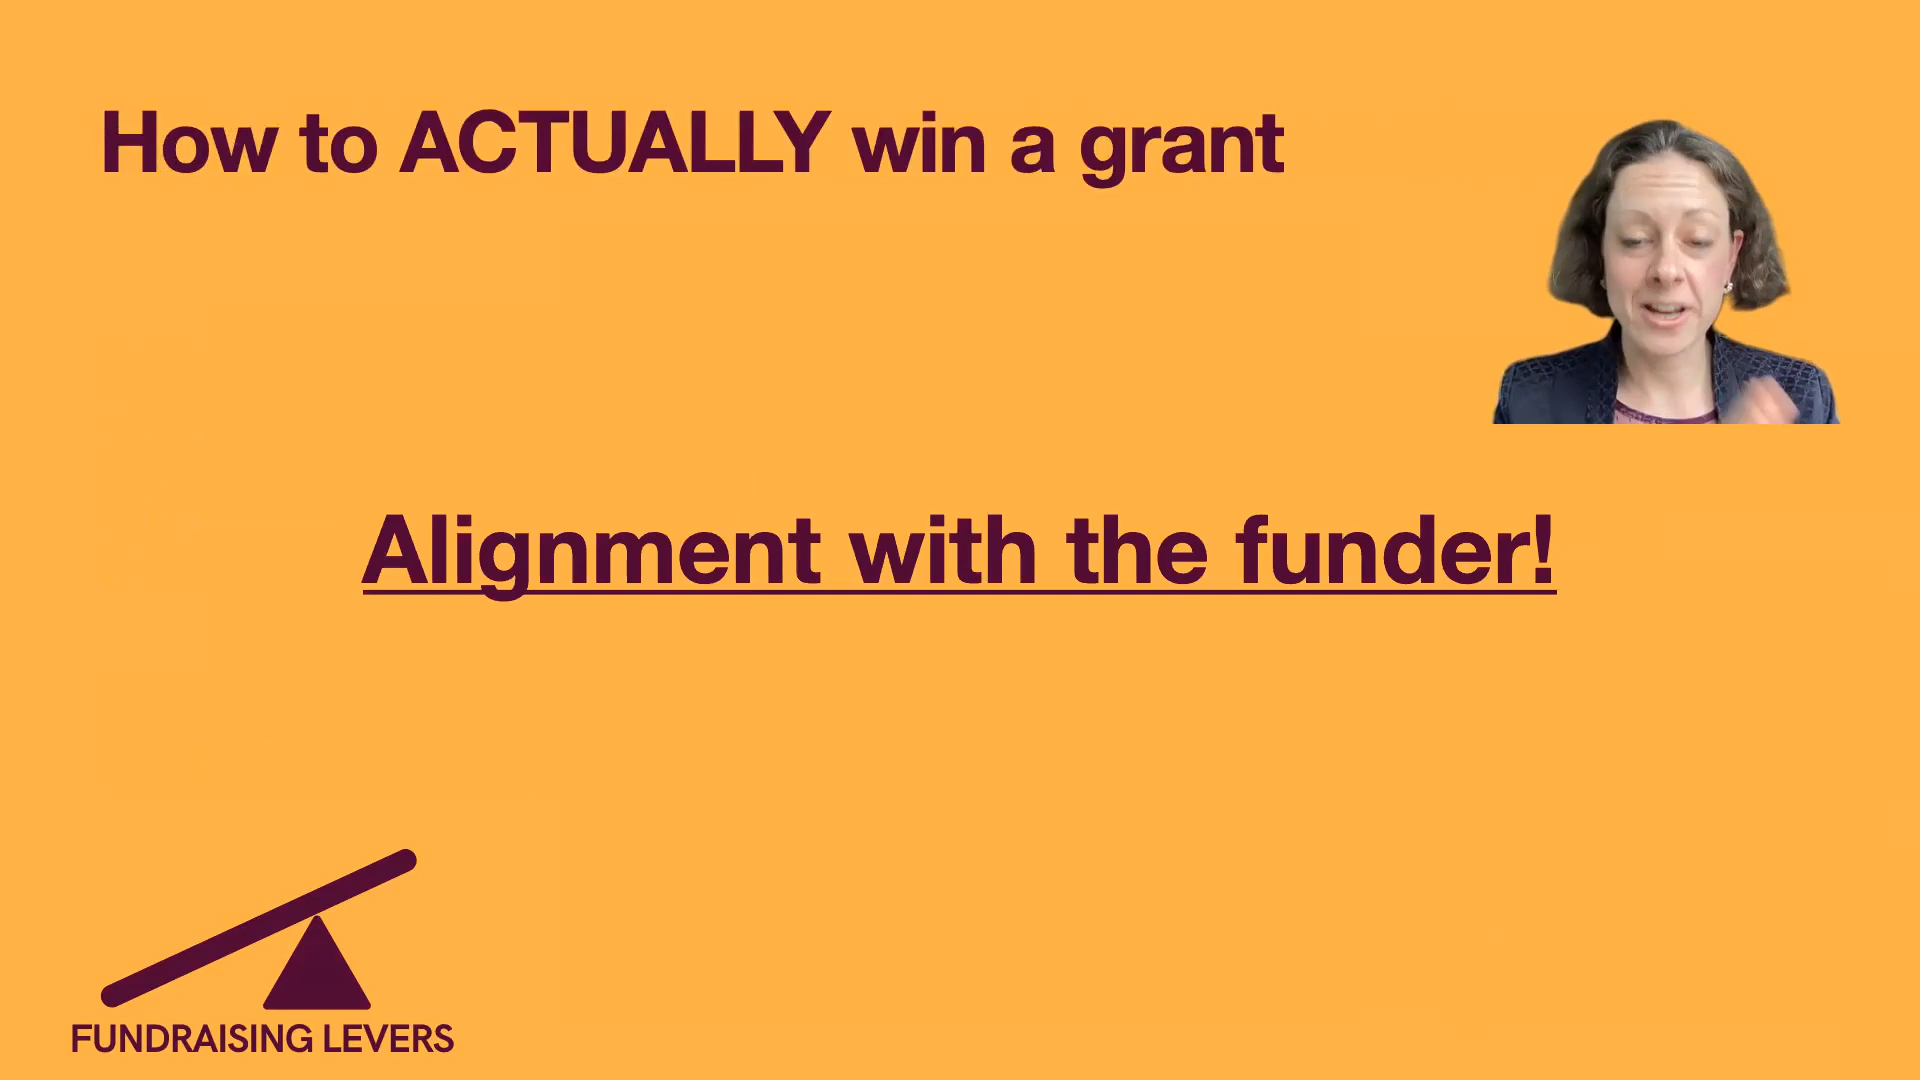 How to ACTUALLY win a grant
Alignment with the funder!
FUNDRAISING LEVERS